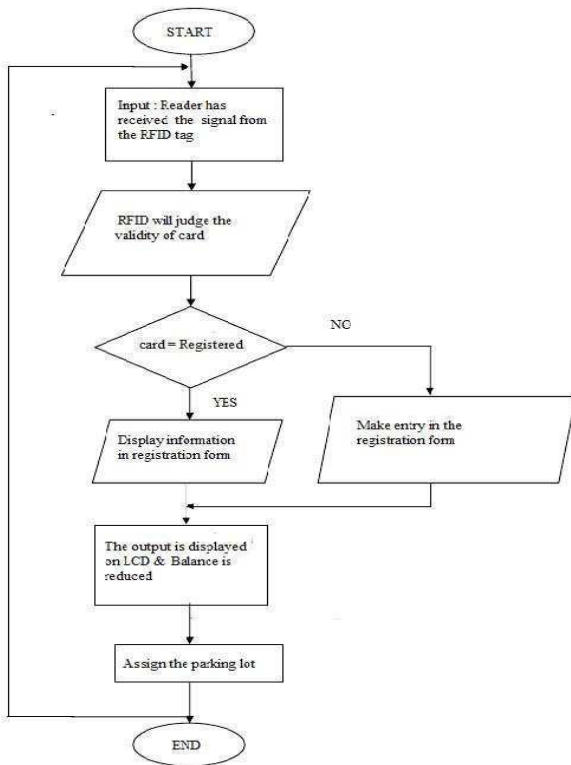 START
Input : Reader has
received the signal from
the RFID tag
RFID will judge the
validity of card
card = Registered
NO
YES
Display information
in registration form
Make entry in the
registration form
The output is displayed
on LCD & Balance is
reduced
Assign the parking lot
END